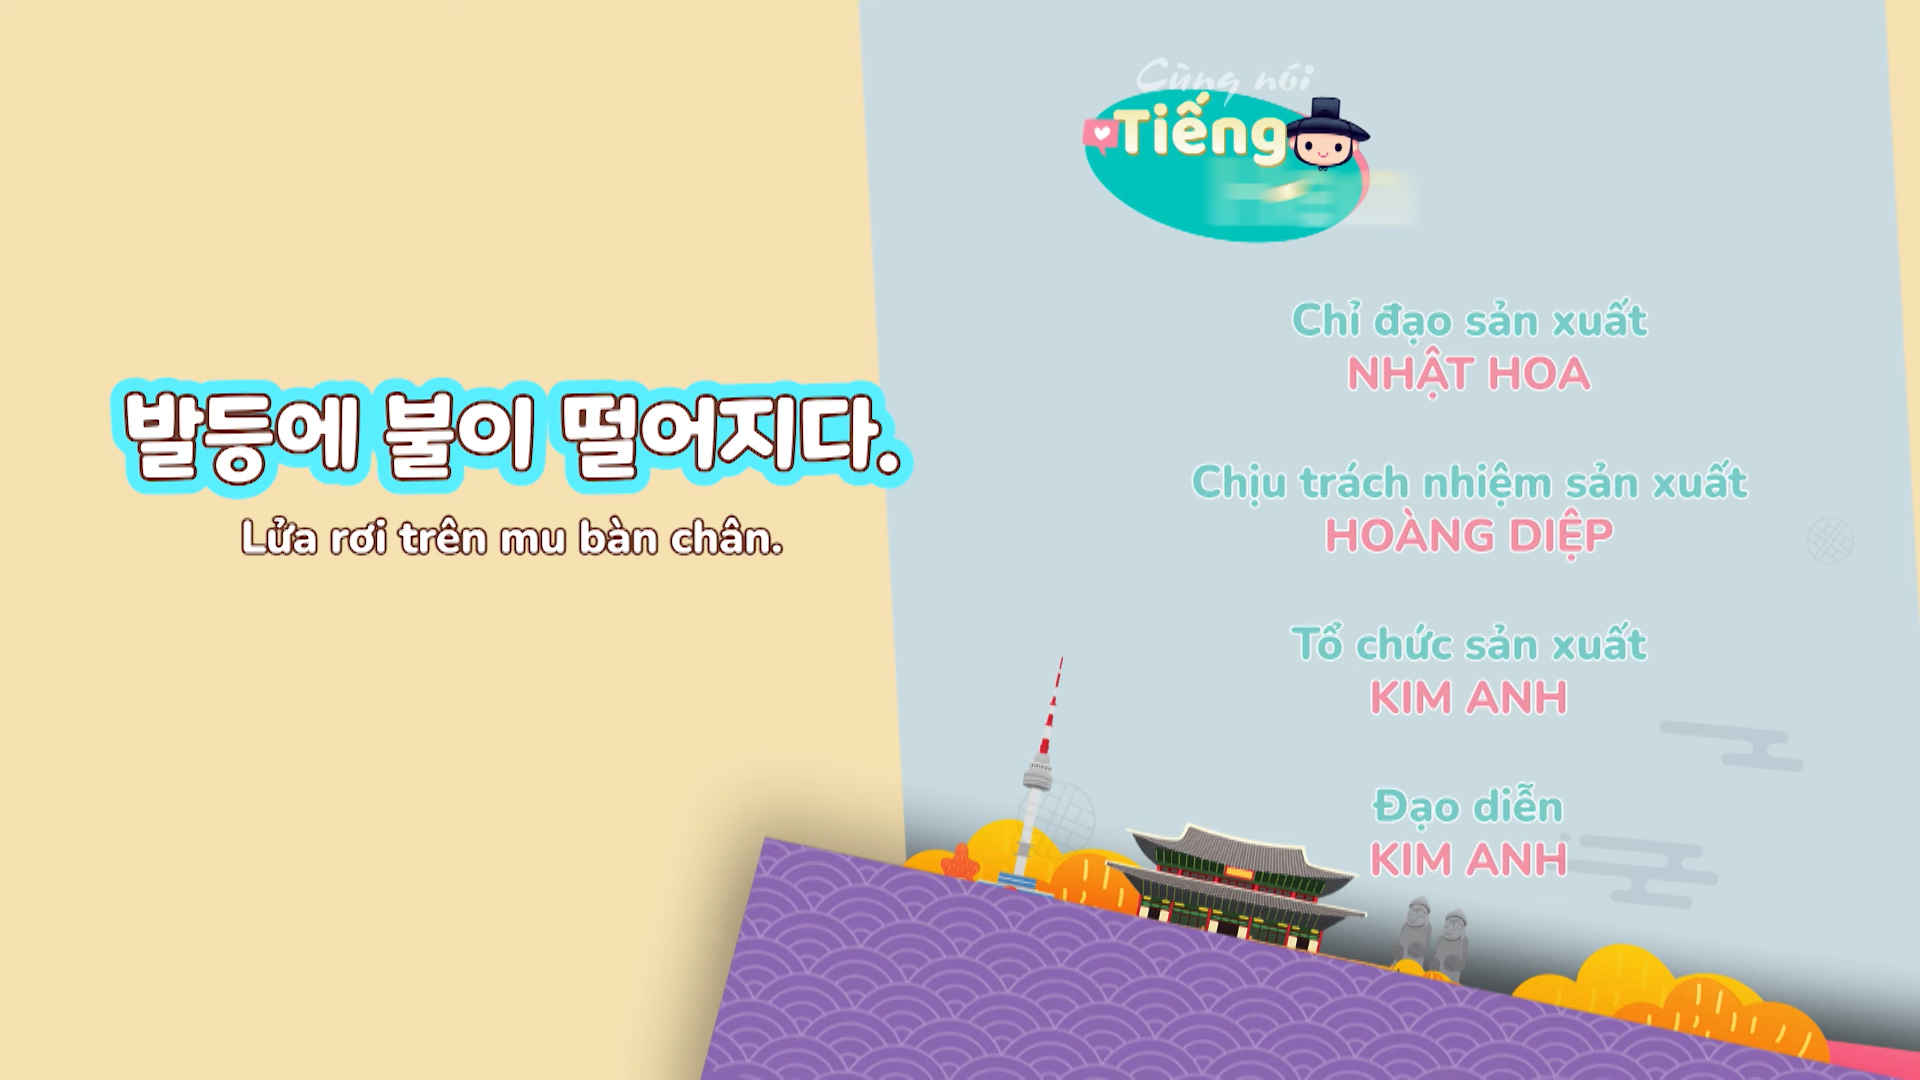 발등에 불이 떨어지다.
Lửa rơi trên mu bàn chân.
Cùng nói
Tiếng
Chỉ đạo sản xuất
NHẬT HOA
Chịu trách nhiệm sản xuất
HOÀNG DIỆP
Tổ chức sản xuất
KIM ANH
Đạo diễn
KIM ANH